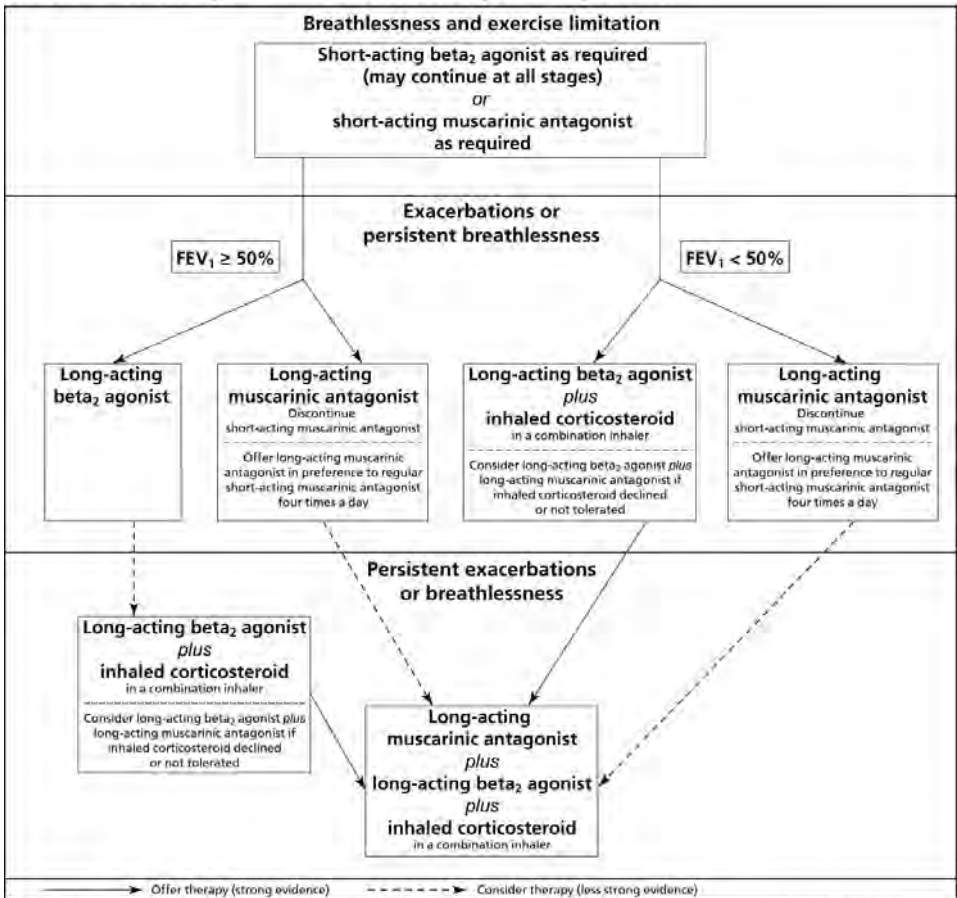 Breathlessness and exercise limitation
Short-acting beta₂ agonist as required
(may continue at all stages)
or
short-acting muscarinic antagonist
as required
Exacerbations or
persistent breathlessness
FEV₁ ≥ 50%
FEV₁ < 50%
Long-acting
beta₂ agonist
Long-acting
muscarinic antagonist
Discontinue
short-acting muscarinic antagonist
Offer long-acting muscarinic
antagonist in preference to regular
short-acting muscarinic antagonist
four times a day
Long-acting beta₂ agonist
plus
inhaled corticosteroid
in a combination inhaler
Consider long-acting beta₂ agonist plus
long-acting muscarinic antagonist if
inhaled corticosteroid declined
or not tolerated
Long-acting
muscarinic antagonist
Discontinue
short-acting muscarinic antagonist
Offer long-acting muscarinic
antagonist in preference to regular
short-acting muscarinic antagonist
four times a day
Persistent exacerbations
or breathlessness
Long-acting beta₂ agonist
plus
inhaled corticosteroid
in a combination inhaler
Consider long-acting beta₂ agonist plus
long-acting muscarinic antagonist if
inhaled corticosteroid declined
or not tolerated
Long-acting
muscarinic antagonist
plus
long-acting beta₂ agonist
plus
inhaled corticosteroid
in a combination inhaler
Offer therapy (strong evidence)
Consider therapy (less strong evidence)